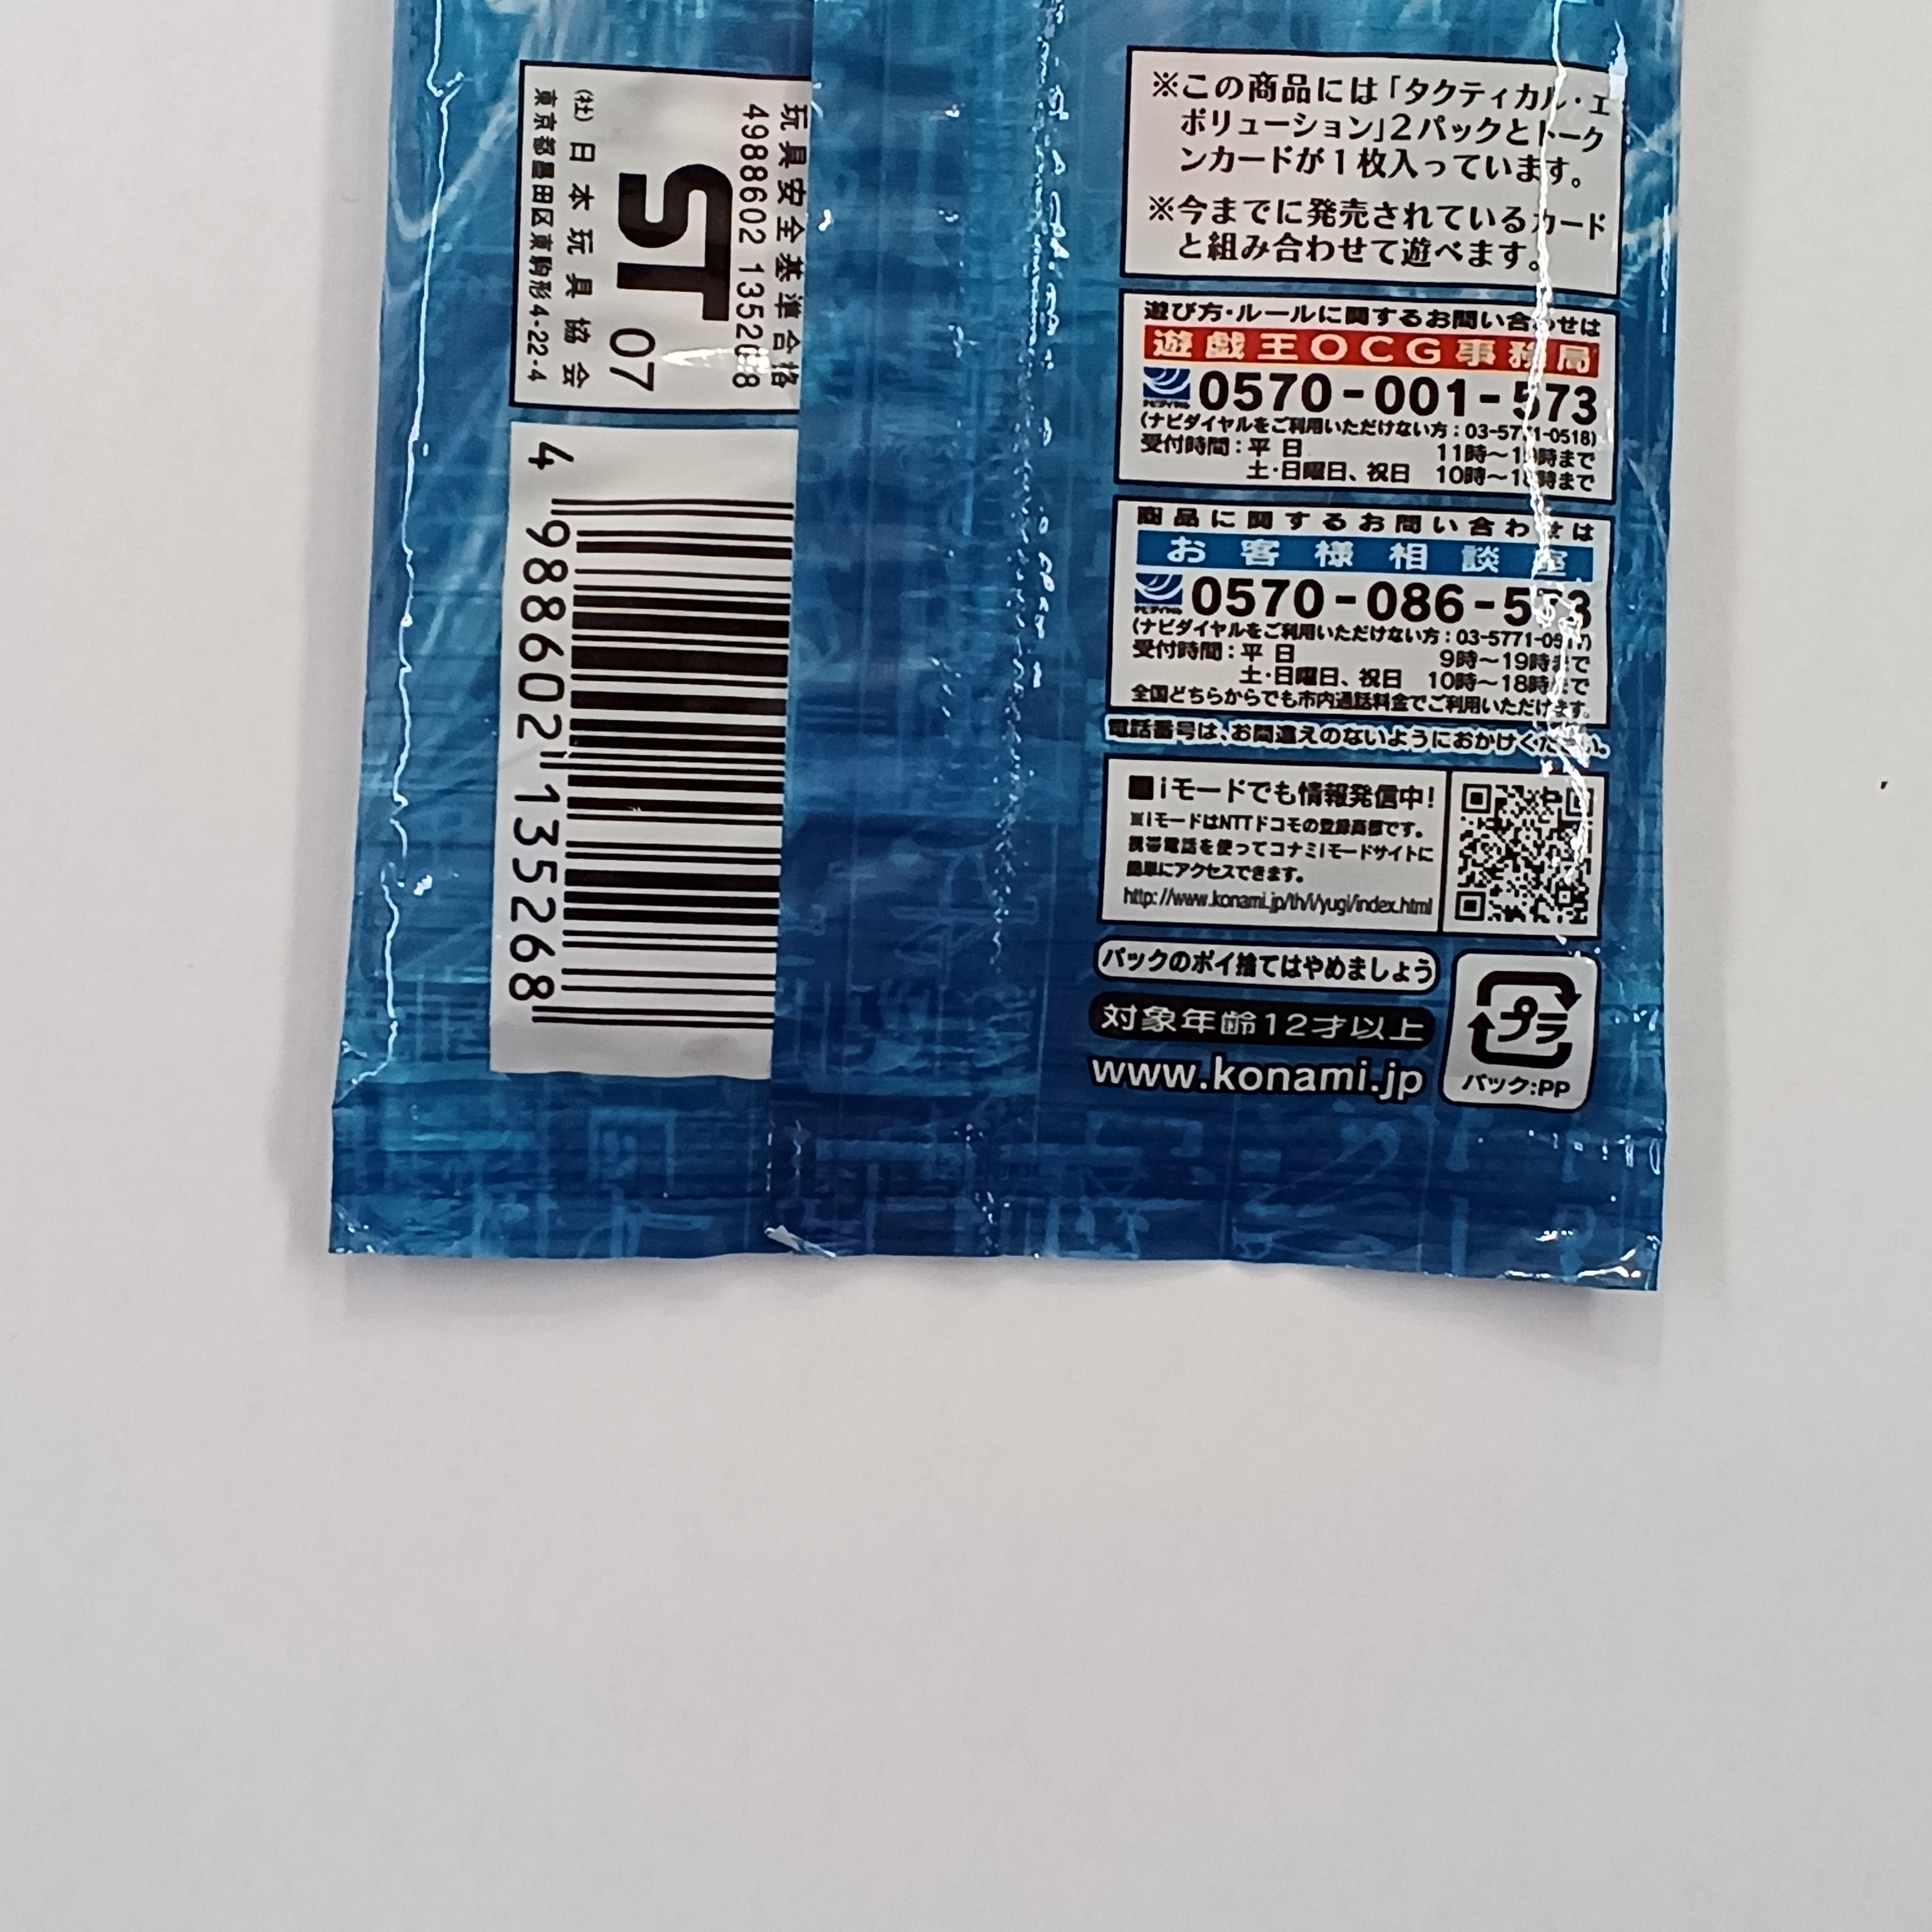 玩具安全基準合格
4988602 135268
ST 07
(社)日本玩具協会
東京都墨田区東駒形4-22-4
4 988602 135268
※この商品には「タクティカル・エ
ボリューション」2パックとトーク
ンカードが1枚入っています。
※今までに発売されているカード
と組み合わせて遊べます。
遊び方・ルールに関するお問い合わせは
遊戯王OCG事務局
0570-001-573
(ナビダイヤルをご利用いただけない方:03-5771-0518)
受付時間:平 日 11時~19時まで
土・日曜日、祝日 10時~18時まで
商品に関するお問い合わせは
お客様相談室
0570-086-573
(ナビダイヤルをご利用いただけない方:03-5771-0517)
受付時間:平 日 9時~19時まで
土・日曜日、祝日 10時~18時まで
全国どちらからでも市内通話料金でご利用いただけます。
電話番号は、お間違えのないようにおかけください。
■iモードでも情報発信中!
※iモードはNTTドコモの登録商標です。
携帯電話を使ってコナミiモードサイトに
簡単にアクセスできます。
http://www.konami.jp/th/i/yugi/index.html
パックのポイ捨てはやめましょう
対象年齢12才以上
www.konami.jp
プラ
パック:PP